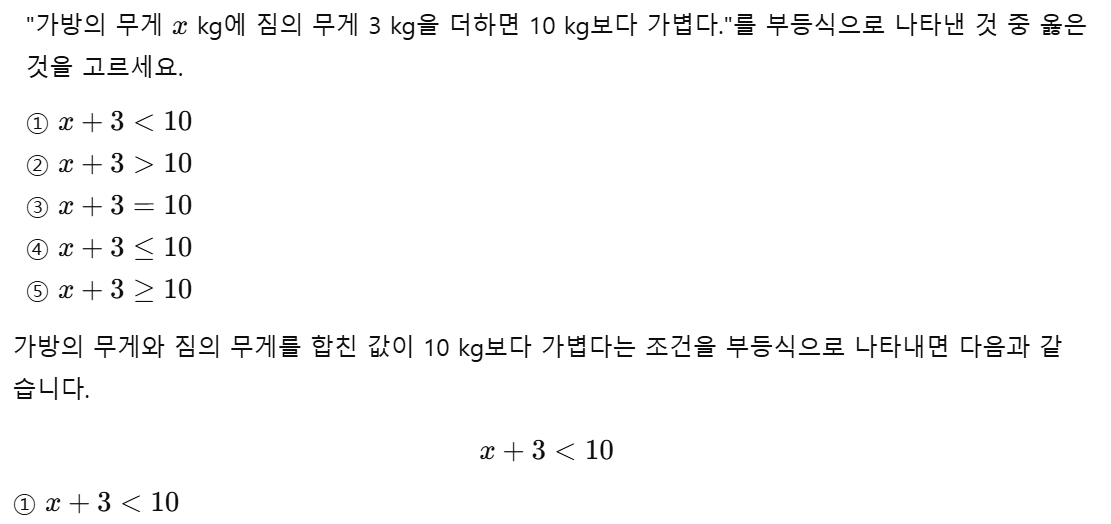 "가방의 무게 x kg에 짐의 무게 3 kg을 더하면 10 kg보다 가볍다."를 부등식으로 나타낸 것 중 옳은
것을 고르세요.
① x + 3 < 10
② x + 3 > 10
③ x + 3 = 10
④ x + 3 ≤ 10
⑤ x + 3 ≥ 10
가방의 무게와 짐의 무게를 합친 값이 10 kg보다 가볍다는 조건을 부등식으로 나타내면 다음과 같
습니다.
x + 3 < 10
① x + 3 < 10